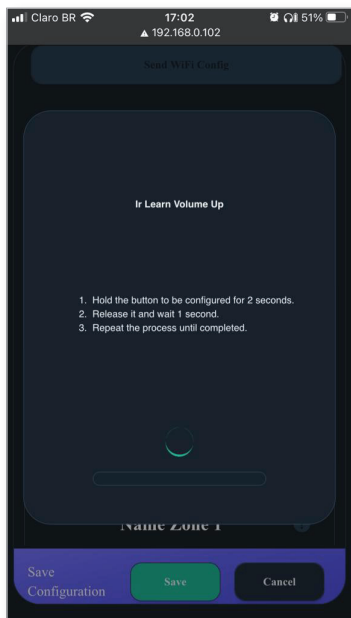 Claro BR 17:02 51%
192.168.0.102
Send WiFi Config
Ir Learn Volume Up
1. Hold the button to be configured for 2 seconds.
2. Release it and wait 1 second.
3. Repeat the process until completed.
Name Zone 1
Save
Configuration
Save
Cancel